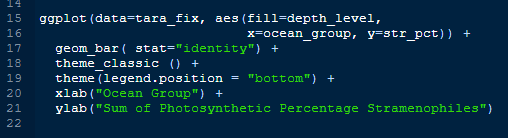 14
15 ggplot(data=tara_fix, aes(fill=depth_level,
16 x=ocean_group, y=str_pct)) +
17 geom_bar( stat="identity") +
18 theme_classic () +
19 theme(legend.position = "bottom") +
20 xlab("Ocean Group") +
21 ylab("Sum of Photosynthetic Percentage Stramenophiles")
22